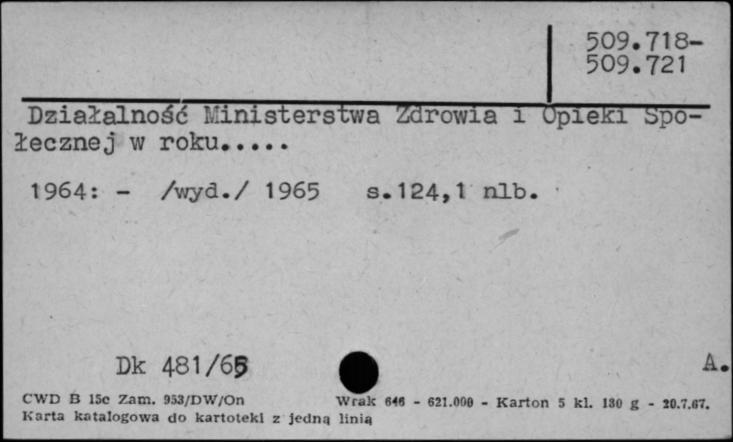 509.718-
509.721
Działalność Ministerstwa Zdrowia i Opieki Spo-
łecznej w roku.....
1964: - /wyd./ 1965 s.124,1 nlb.
Dk 481/65
A.
CWD B 15c Zam. 953/DW/On Wrak 646 - 621.000 - Karton 5 kl. 130 g - 20.7.67.
Karta katalogowa do kartoteki z jedną linią